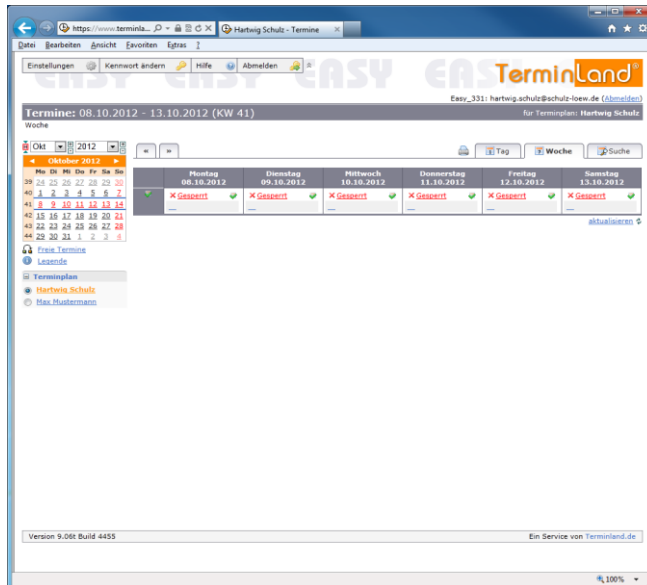 https://www.terminla...
Hartwig Schulz - Termine
Datei Bearbeiten Ansicht Favoriten Extras ?
Einstellungen Kennwort ändern Hilfe Abmelden
EASY EASY EASY EASY
TerminLand®
Easy_331: hartwig.schulz@schulz-loew.de (Abmelden)
Termine: 08.10.2012 - 13.10.2012 (KW 41)
für Terminplan: Hartwig Schulz
Woche
Okt 2012
« »
Tag Woche Suche
◄ Oktober 2012 ►
Mo Di Mi Do Fr Sa So
39 24 25 26 27 28 29 30
40 1 2 3 4 5 6 7
41 8 9 10 11 12 13 14
42 15 16 17 18 19 20 21
43 22 23 24 25 26 27 28
44 29 30 31 1 2 3 4
Montag Dienstag Mittwoch Donnerstag Freitag Samstag
08.10.2012 09.10.2012 10.10.2012 11.10.2012 12.10.2012 13.10.2012
Gesperrt Gesperrt Gesperrt Gesperrt Gesperrt Gesperrt
aktualisieren
Freie Termine
Legende
Terminplan
Hartwig Schulz
Max Mustermann
Version 9.06t Build 4455
Ein Service von Terminland.de
100%